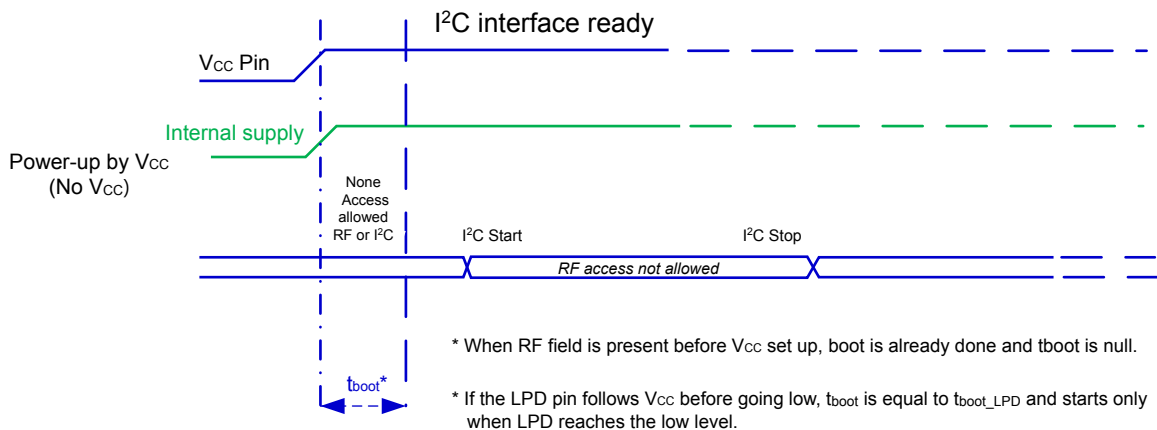 I²C interface ready
VCC Pin
Internal supply
Power-up by VCC
(No VCC)
None
Access
allowed
RF or I²C
I²C Start
I²C Stop
RF access not allowed
* When RF field is present before VCC set up, boot is already done and tboot is null.
tboot*
* If the LPD pin follows VCC before going low, tboot is equal to tboot_LPD and starts only
when LPD reaches the low level.